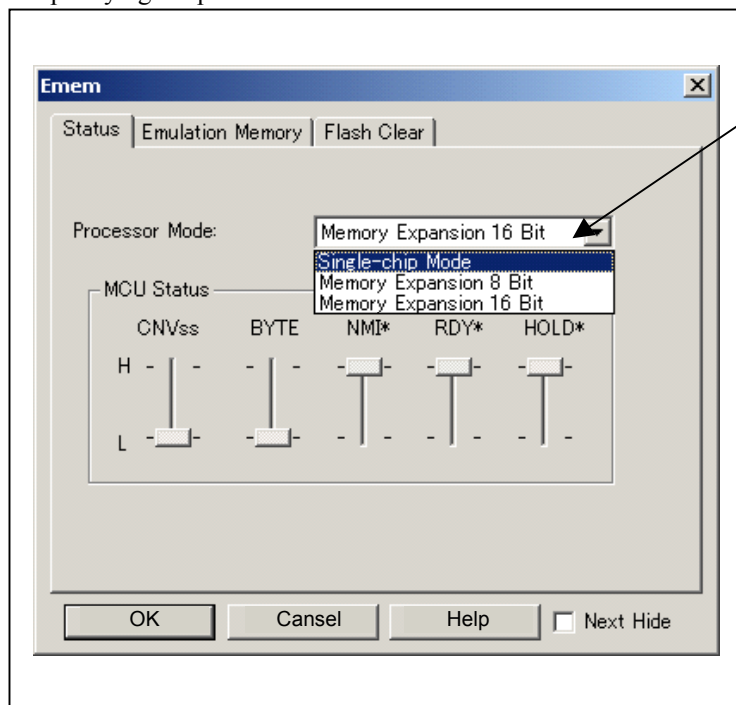 Emem
Status Emulation Memory Flash Clear
Processor Mode: Memory Expansion 16 Bit
Single-chip Mode
Memory Expansion 8 Bit
Memory Expansion 16 Bit
MCU Status
CNVss BYTE NMI* RDY* HOLD*
H
L
OK Cansel Help Next Hide